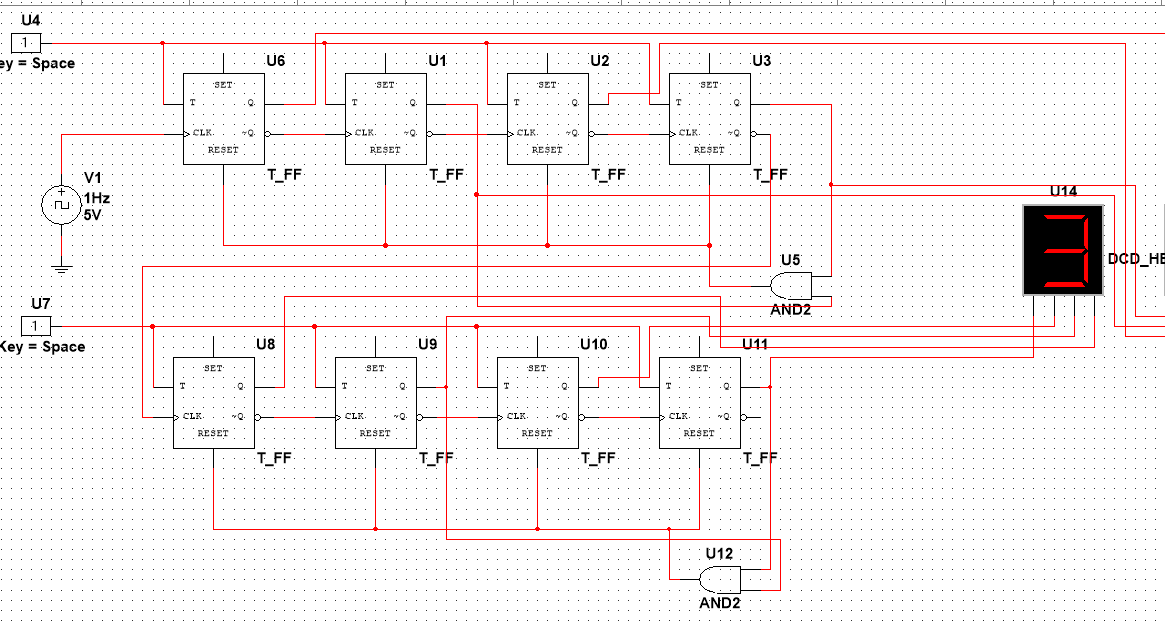 U4
1
ey = Space
U6
U1
U2
U3
SET
SET
SET
SET
T Q
T Q
T Q
T Q
CLK ~Q
CLK ~Q
CLK ~Q
CLK ~Q
RESET
RESET
RESET
RESET
T_FF
T_FF
T_FF
T_FF
V1
1Hz
5V
U14
3
DCD_HE
U5
AND2
U7
1
Key = Space
U8
U9
U10
U11
SET
SET
SET
SET
T Q
T Q
T Q
T Q
CLK ~Q
CLK ~Q
CLK ~Q
CLK ~Q
RESET
RESET
RESET
RESET
T_FF
T_FF
T_FF
T_FF
U12
AND2